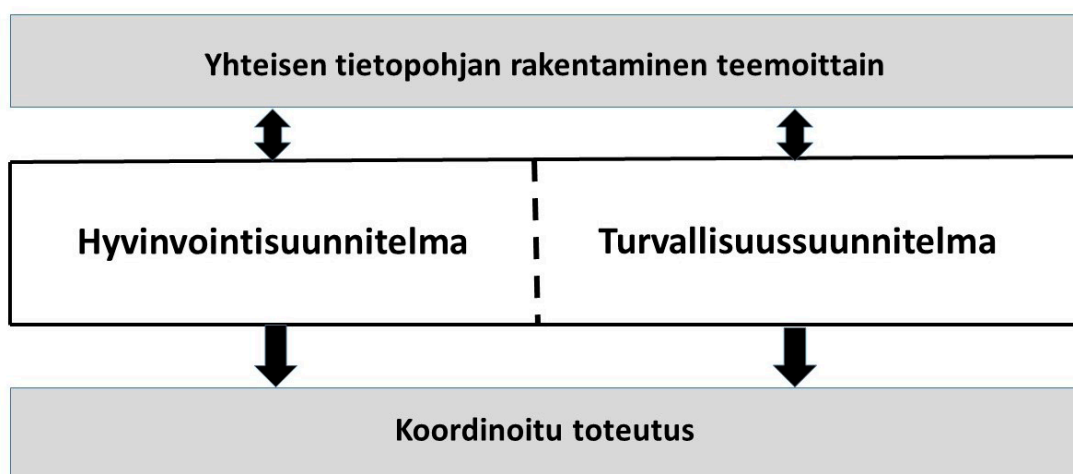 Yhteisen tietopohjan rakentaminen teemoittain
Hyvinvointisuunnitelma
Turvallisuussuunnitelma
Koordinoitu toteutus